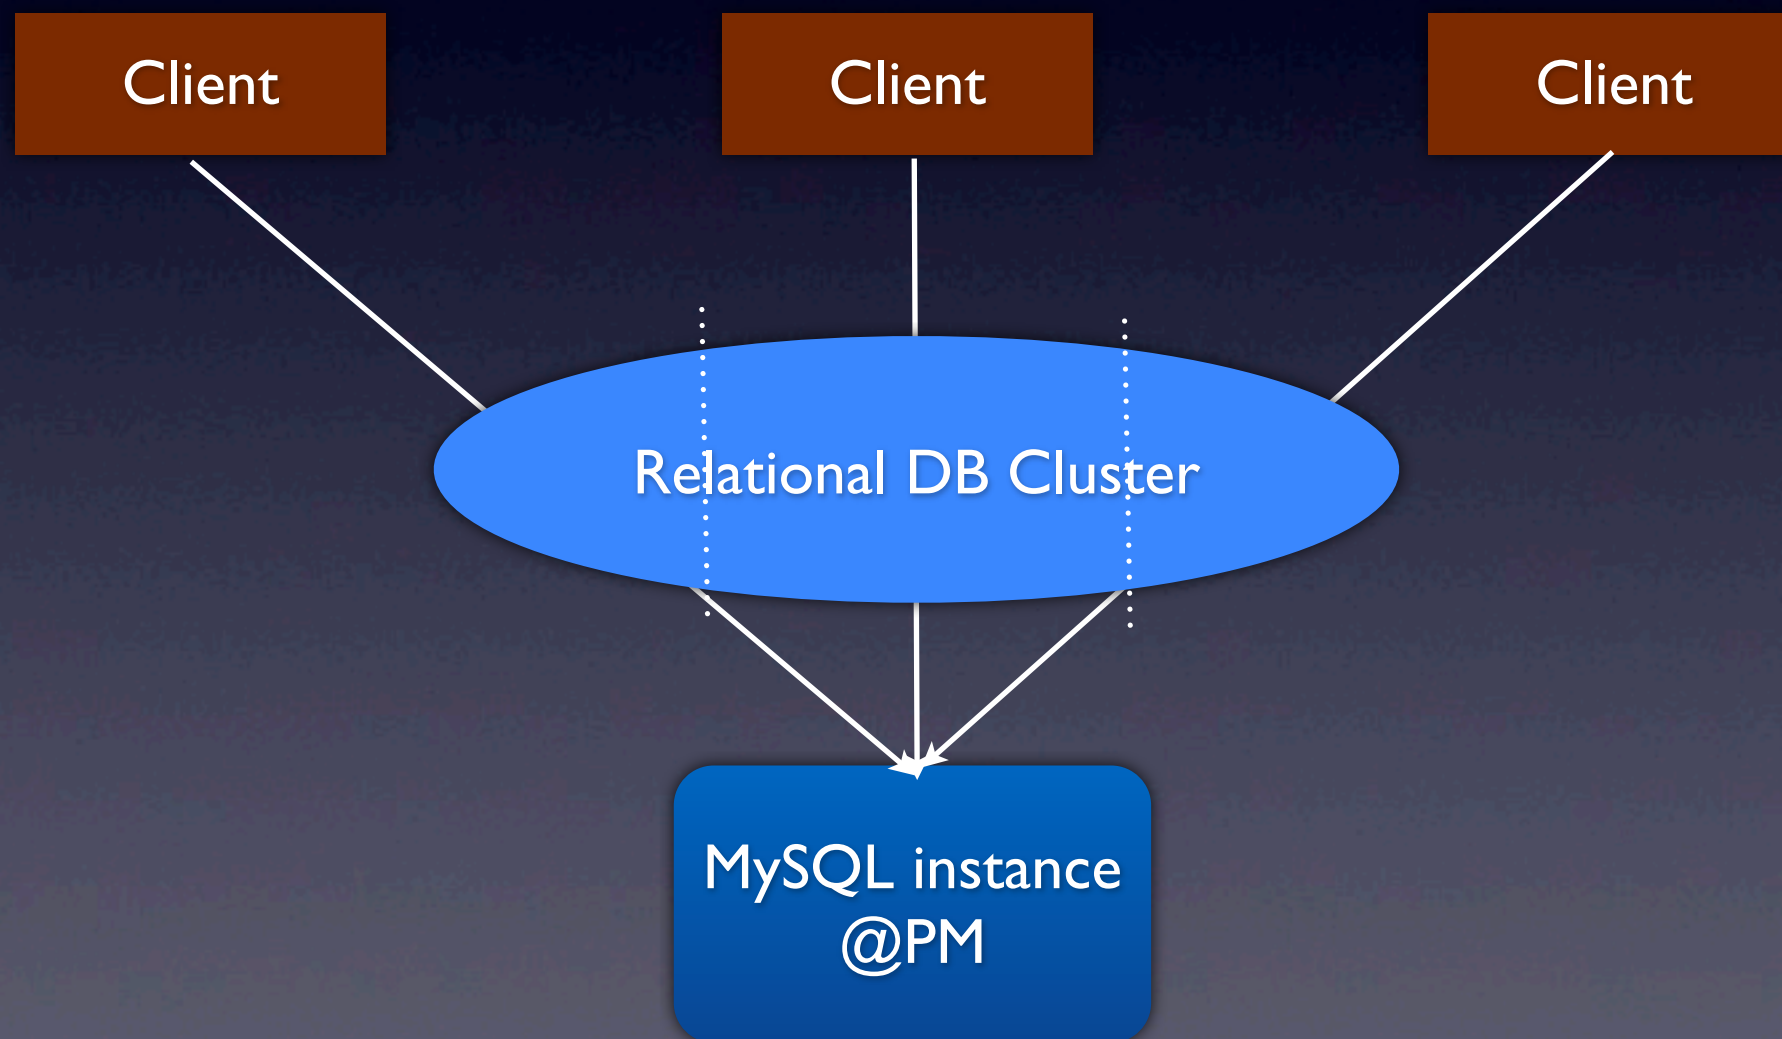 Client
Client
Client
Relational DB Cluster
MySQL instance
@PM